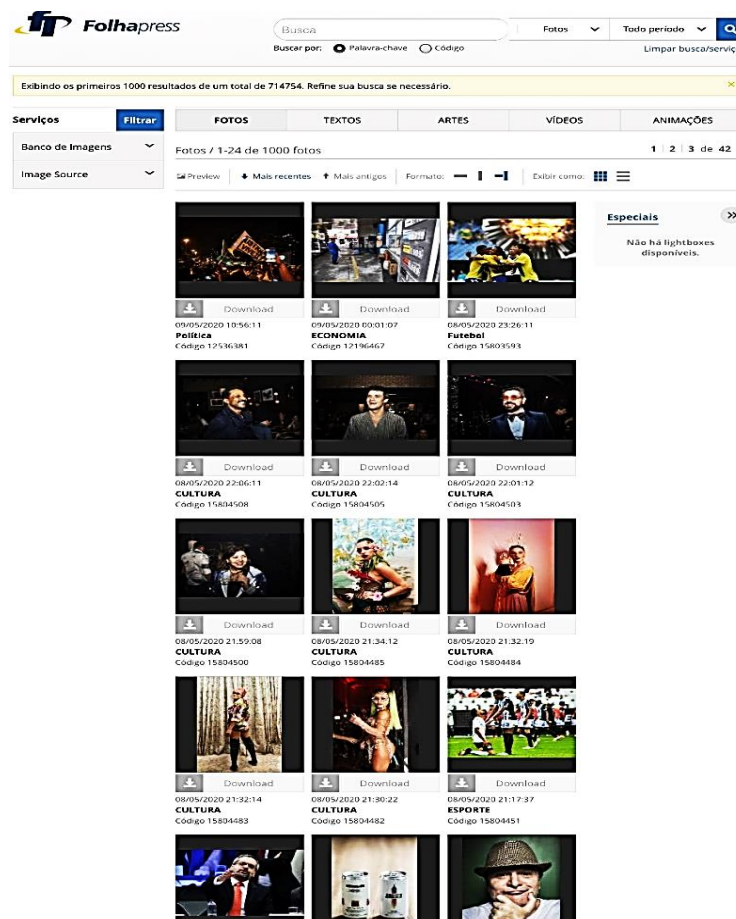 fp Folhapress
Busca
Fotos
Todo período
Buscar por: Palavra-chave Código
Limpar busca/serviç
Exibindo os primeiros 1000 resultados de um total de 714754. Refine sua busca se necessário.
Serviços Filtrar
FOTOS TEXTOS ARTES VÍDEOS ANIMAÇÕES
Banco de Imagens
Fotos / 1-24 de 1000 fotos
1 2 3 de 42
Image Source
Preview Mais recentes Mais antigos Formato: Exibir como:
Especiais
Não há lightboxes
disponíveis.
Download Download Download
09/05/2020 10:56:11 09/05/2020 00:01:07 08/05/2020 23:26:11
Política ECONOMIA Futebol
Código 12536381 Código 12196467 Código 15803593
Download Download Download
08/05/2020 22:06:11 08/05/2020 22:02:14 08/05/2020 22:01:12
CULTURA CULTURA CULTURA
Código 15804508 Código 15804505 Código 15804503
Download Download Download
08/05/2020 21:59:08 08/05/2020 21:34:12 08/05/2020 21:32:19
CULTURA CULTURA CULTURA
Código 15804500 Código 15804485 Código 15804484
Download Download Download
08/05/2020 21:32:14 08/05/2020 21:30:22 08/05/2020 21:17:37
CULTURA CULTURA ESPORTE
Código 15804483 Código 15804482 Código 15804451